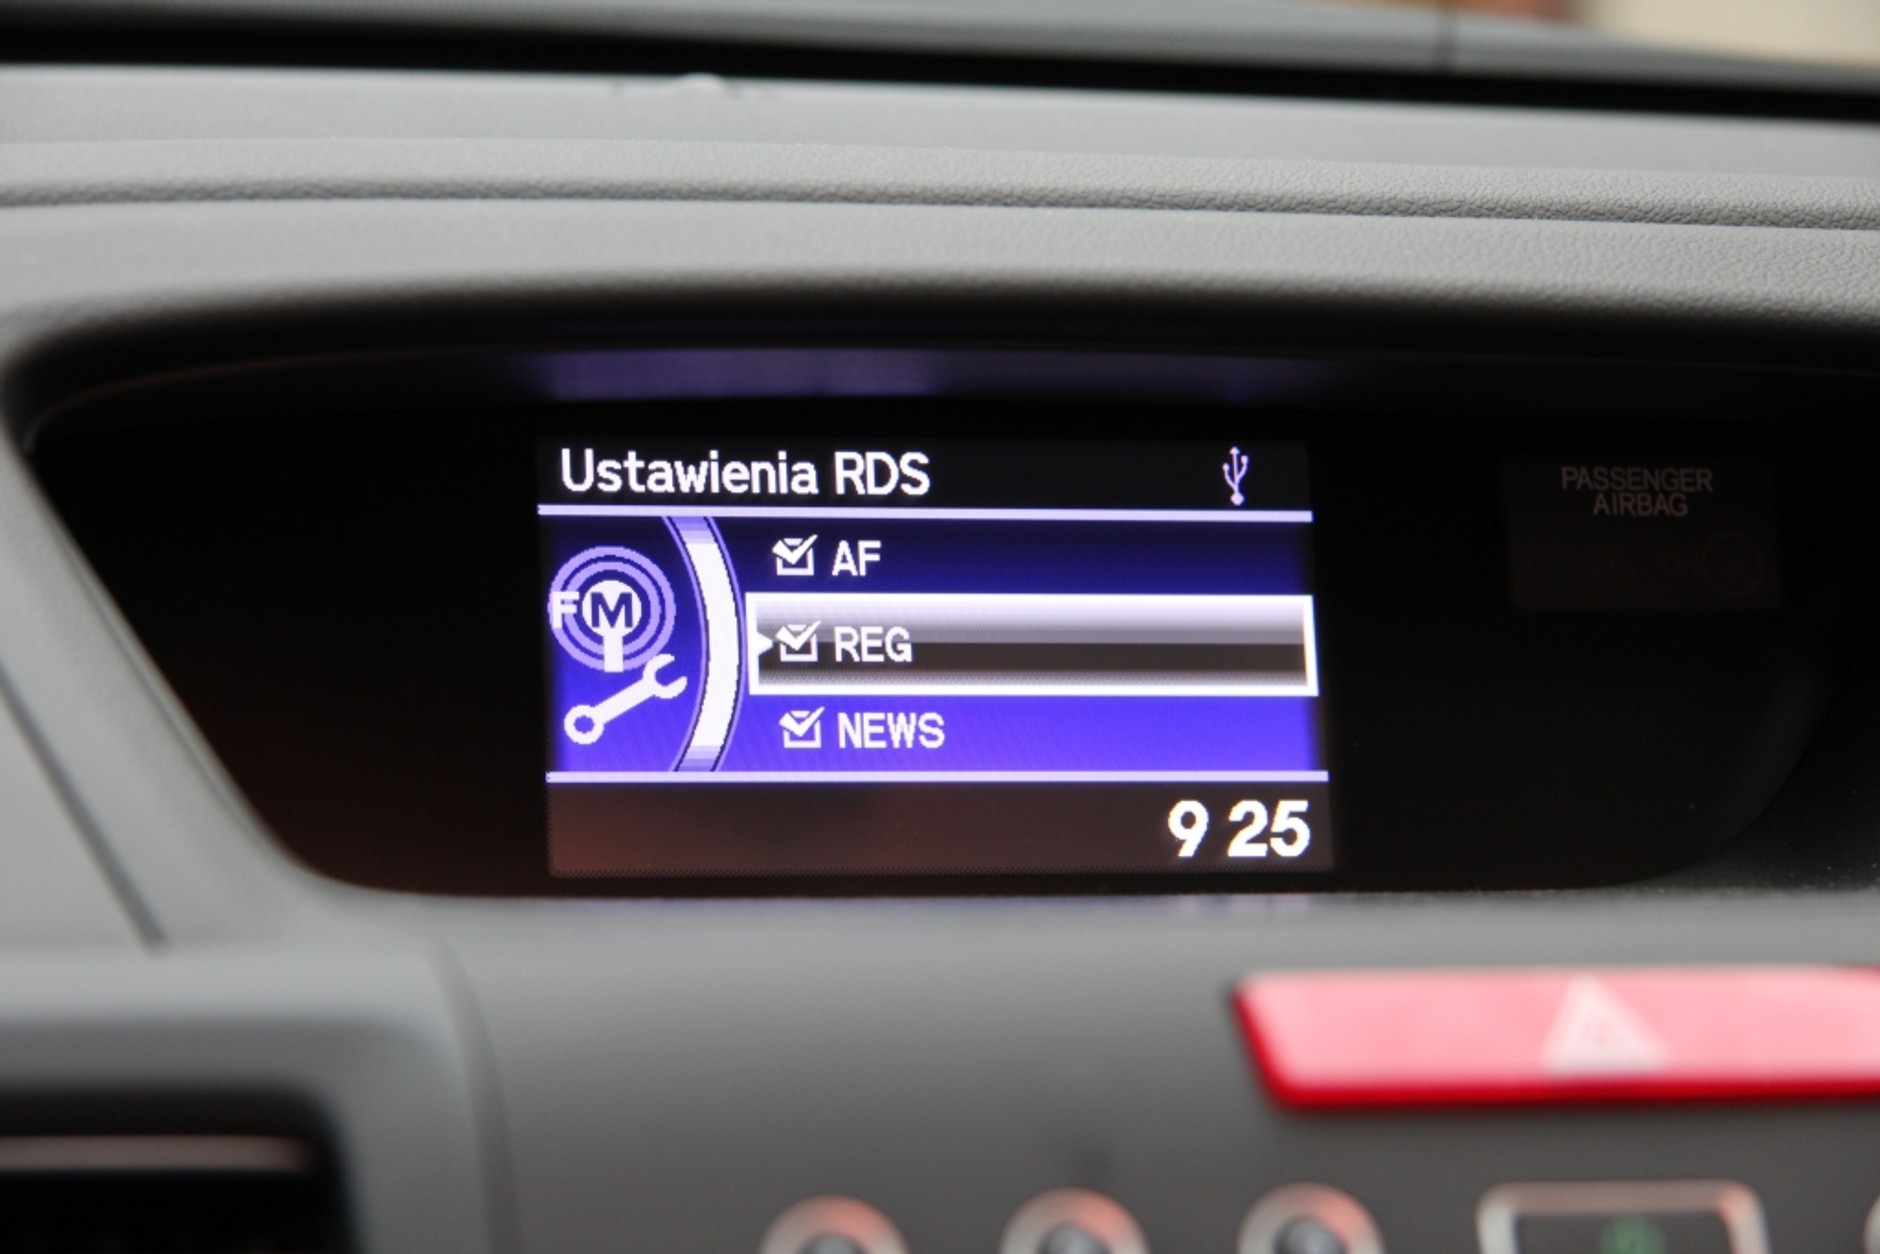 Ustawienia RDS
AF
FM
REG
NEWS
9 25
PASSENGER
AIRBAG